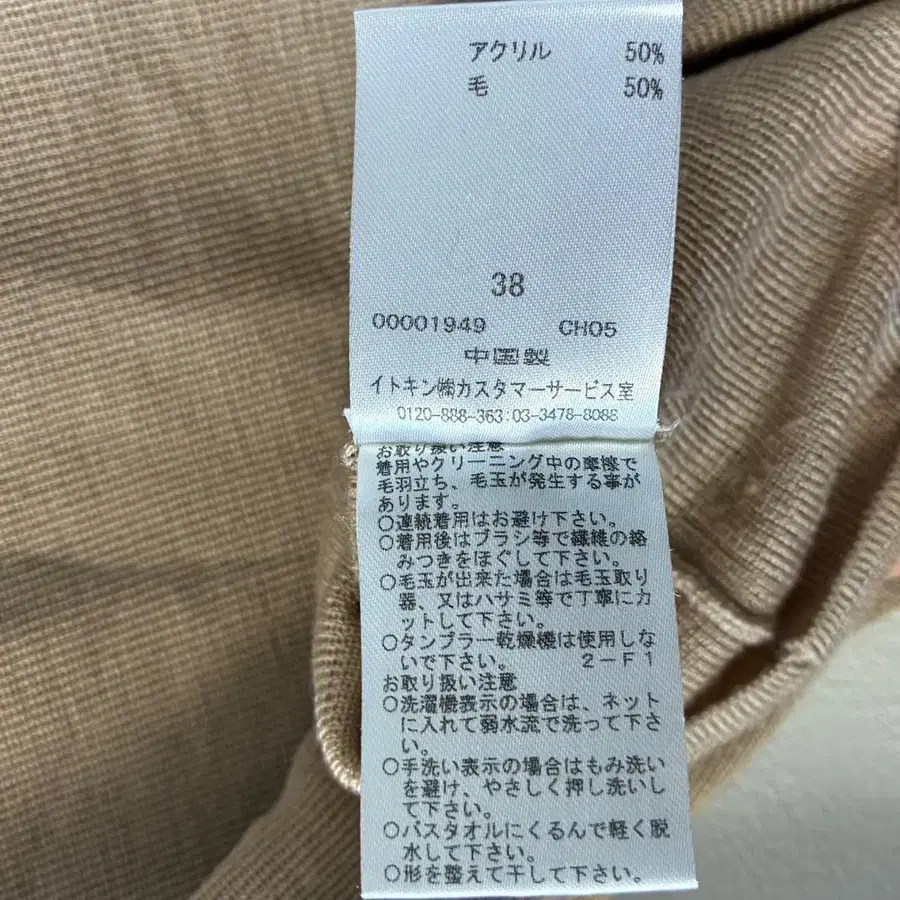 アクリル 50%
毛 50%
38
00001949 CH05
中国製
イトキン㈱カスタマーサービス室
0120-888-363:03-3478-8088
お取り扱い注意
着用やクリーニング中の摩擦で
毛羽立ち、毛玉が発生する事が
あります。
○連続着用はお避け下さい。
○着用後はブラシ等で繊維の絡
みつきをほぐして下さい。
○毛玉が出来た場合は毛玉取り
器、又はハサミ等で丁寧にカ
ットして下さい。
○タンブラー乾燥機は使用しな
いで下さい。 2-F1
お取り扱い注意
○洗濯機表示の場合は、ネット
に入れて弱水流で洗って下さ
い。
○手洗い表示の場合はもみ洗い
を避け、やさしく押し洗いし
て下さい。
○バスタオルにくるんで軽く脱
水して下さい。
○形を整えて干して下さい。